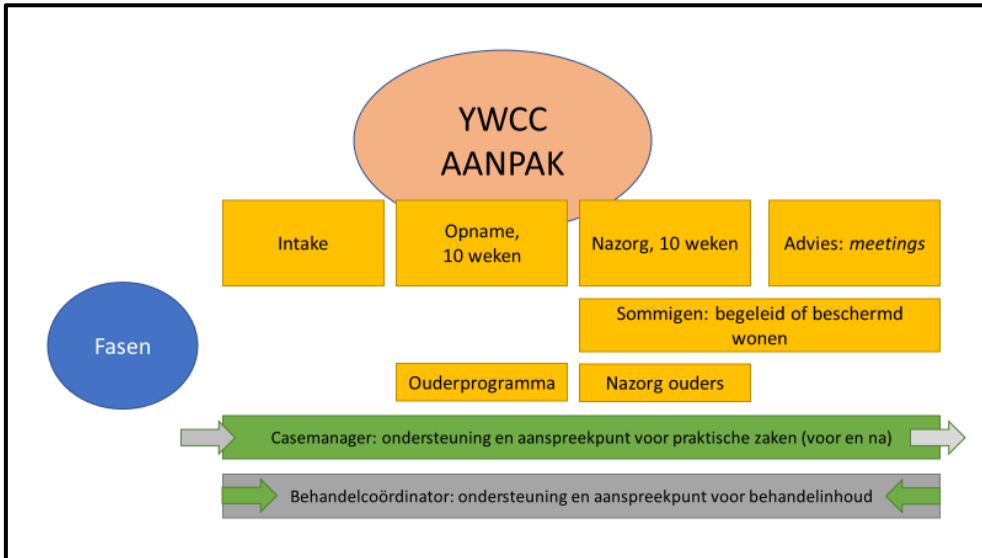 YWCC
AANPAK
Intake
Opname,
10 weken
Nazorg, 10 weken
Advies: meetings
Sommigen: begeleid of beschermd
wonen
Fasen
Ouderprogramma
Nazorg ouders
Casemanager: ondersteuning en aanspreekpunt voor praktische zaken (voor en na)
Behandelcoördinator: ondersteuning en aanspreekpunt voor behandelinhoud